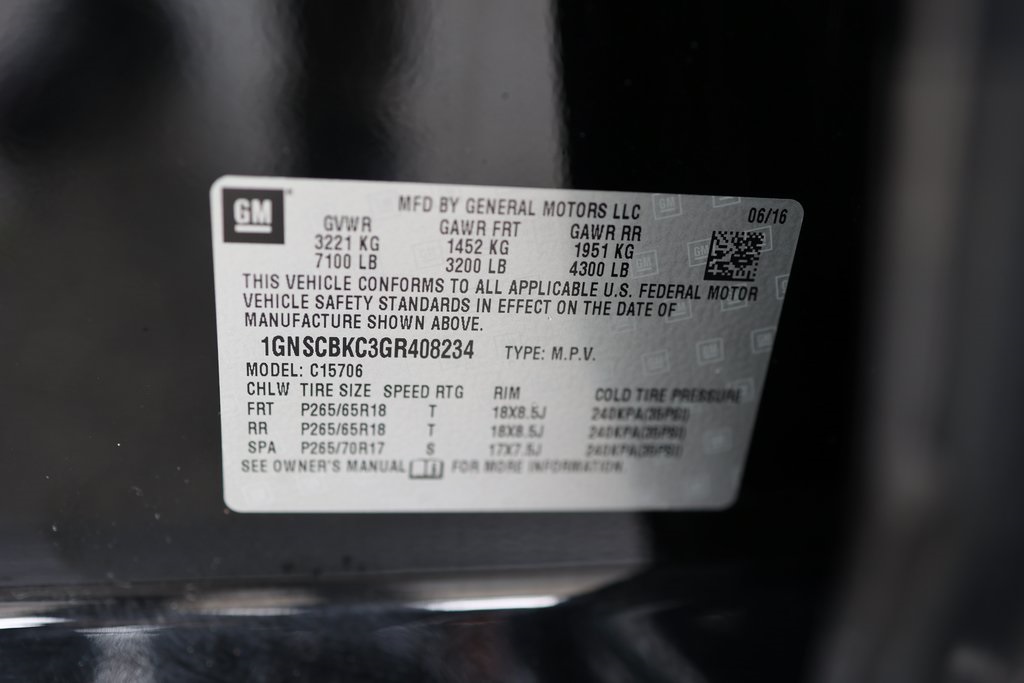 GM
MFD BY GENERAL MOTORS LLC 06/16
GVWR GAWR FRT GAWR RR
3221 KG 1452 KG 1951 KG
7100 LB 3200 LB 4300 LB
THIS VEHICLE CONFORMS TO ALL APPLICABLE U.S. FEDERAL MOTOR
VEHICLE SAFETY STANDARDS IN EFFECT ON THE DATE OF
MANUFACTURE SHOWN ABOVE.
1GNSCBKC3GR408234 TYPE: M.P.V.
MODEL: C15706
CHLW TIRE SIZE SPEED RTG RIM COLD TIRE PRESSURE
FRT P265/65R18 T 18X8.5J 240KPA(35PSI)
RR P265/65R18 T 18X8.5J 240KPA(35PSI)
SPA P265/70R17 S 17X7.5J 240KPA(35PSI)
SEE OWNER'S MANUAL FOR MORE INFORMATION